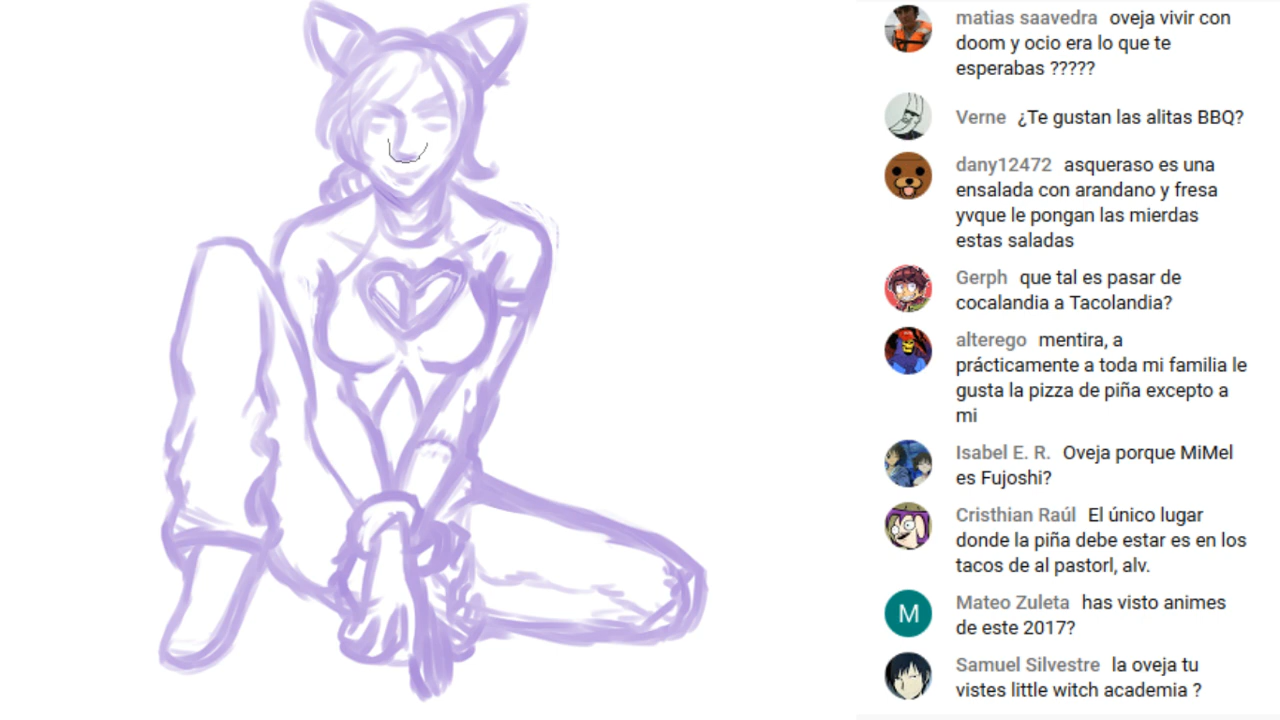 matias saavedra oveja vivir con
doom y ocio era lo que te
esperabas ?????
Verne ¿Te gustan las alitas BBQ?
dany12472 asqueraso es una
ensalada con arandano y fresa
yvque le pongan las mierdas
estas saladas
Gerph que tal es pasar de
cocalandia a Tacolandia?
alterego mentira, a
prácticamente a toda mi familia le
gusta la pizza de piña excepto a
mi
Isabel E. R. Oveja porque MiMel
es Fujoshi?
Cristhian Raúl El único lugar
donde la piña debe estar es en los
tacos de al pastorl, alv.
M
Mateo Zuleta has visto animes
de este 2017?
Samuel Silvestre la oveja tu
vistes little witch academia ?